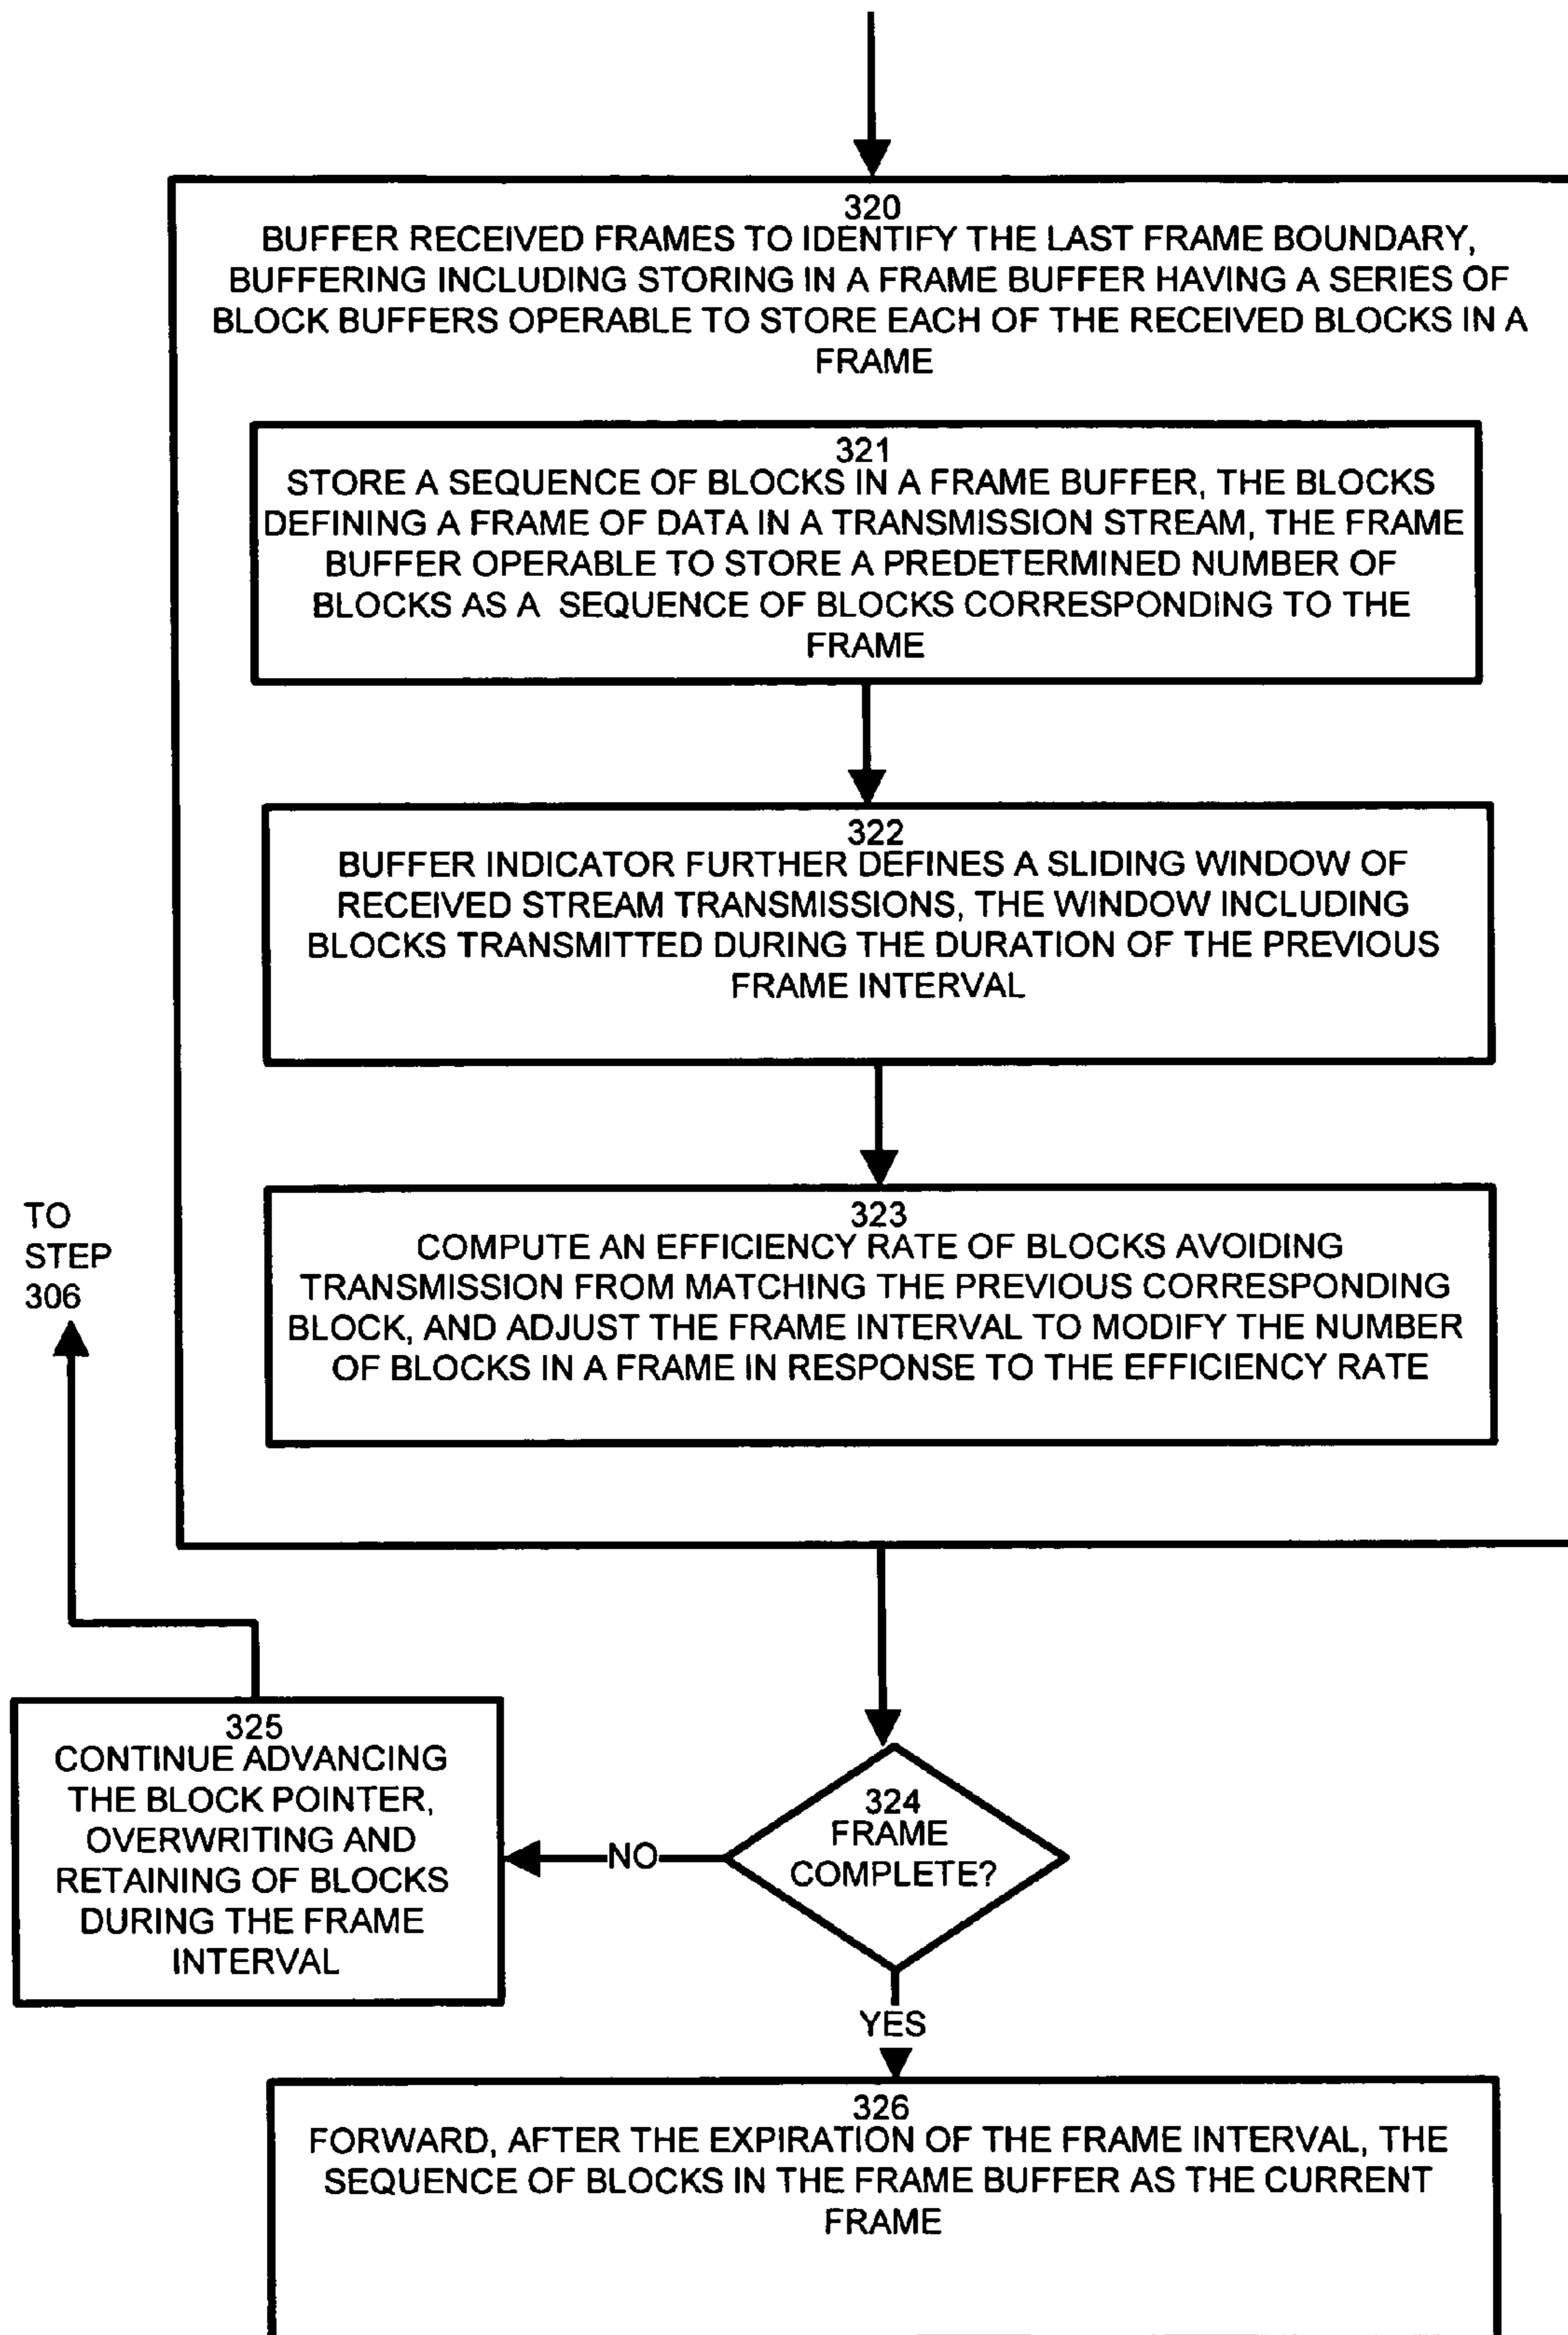 320
BUFFER RECEIVED FRAMES TO IDENTIFY THE LAST FRAME BOUNDARY,
BUFFERING INCLUDING STORING IN A FRAME BUFFER HAVING A SERIES OF
BLOCK BUFFERS OPERABLE TO STORE EACH OF THE RECEIVED BLOCKS IN A
FRAME
321
STORE A SEQUENCE OF BLOCKS IN A FRAME BUFFER, THE BLOCKS
DEFINING A FRAME OF DATA IN A TRANSMISSION STREAM, THE FRAME
BUFFER OPERABLE TO STORE A PREDETERMINED NUMBER OF
BLOCKS AS A SEQUENCE OF BLOCKS CORRESPONDING TO THE
FRAME
322
BUFFER INDICATOR FURTHER DEFINES A SLIDING WINDOW OF
RECEIVED STREAM TRANSMISSIONS, THE WINDOW INCLUDING
BLOCKS TRANSMITTED DURING THE DURATION OF THE PREVIOUS
FRAME INTERVAL
323
COMPUTE AN EFFICIENCY RATE OF BLOCKS AVOIDING
TRANSMISSION FROM MATCHING THE PREVIOUS CORRESPONDING
BLOCK, AND ADJUST THE FRAME INTERVAL TO MODIFY THE NUMBER
OF BLOCKS IN A FRAME IN RESPONSE TO THE EFFICIENCY RATE
TO
STEP
306
325
CONTINUE ADVANCING
THE BLOCK POINTER,
OVERWRITING AND
RETAINING OF BLOCKS
DURING THE FRAME
INTERVAL
NO
324
FRAME
COMPLETE?
YES
326
FORWARD, AFTER THE EXPIRATION OF THE FRAME INTERVAL, THE
SEQUENCE OF BLOCKS IN THE FRAME BUFFER AS THE CURRENT
FRAME